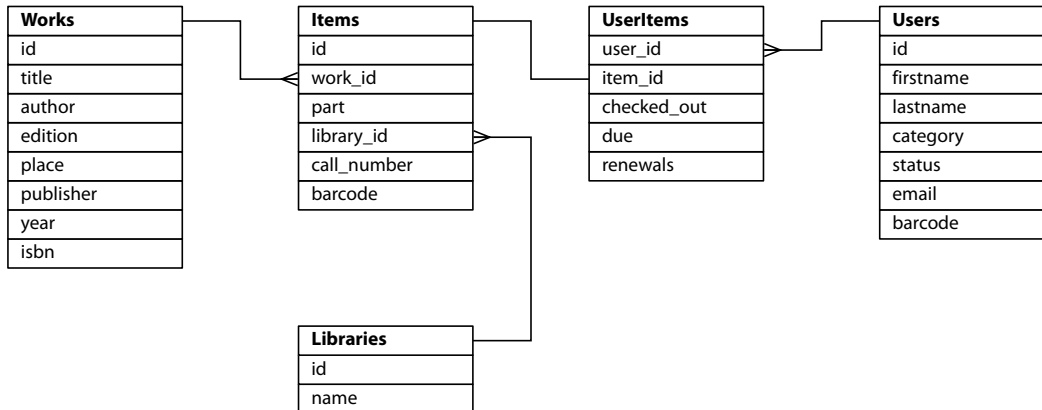 Works
id
title
author
edition
place
publisher
year
isbn
Items
id
work_id
part
library_id
call_number
barcode
UserItems
user_id
item_id
checked_out
due
renewals
Users
id
firstname
lastname
category
status
email
barcode
Libraries
id
name